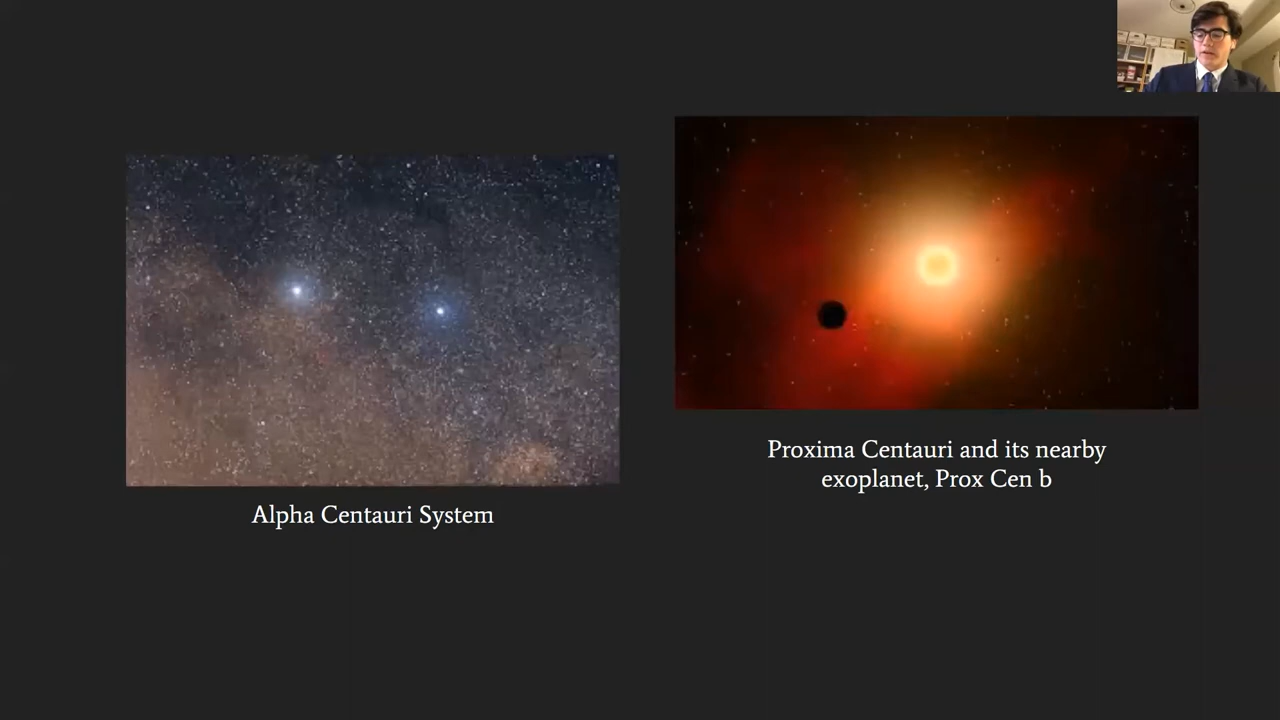 Alpha Centauri System
Proxima Centauri and its nearby
exoplanet, Prox Cen b